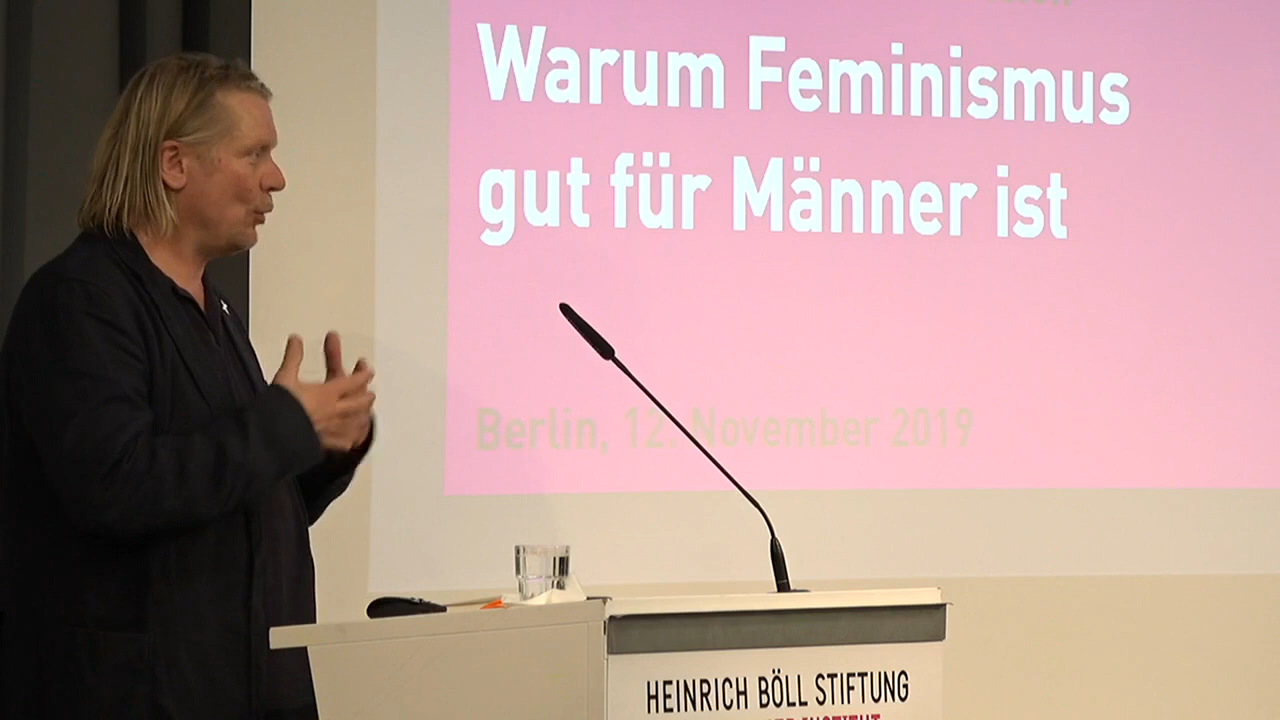 Warum Feminismus
gut für Männer ist
Berlin, 12. November 2019
HEINRICH BÖLL STIFTUNG